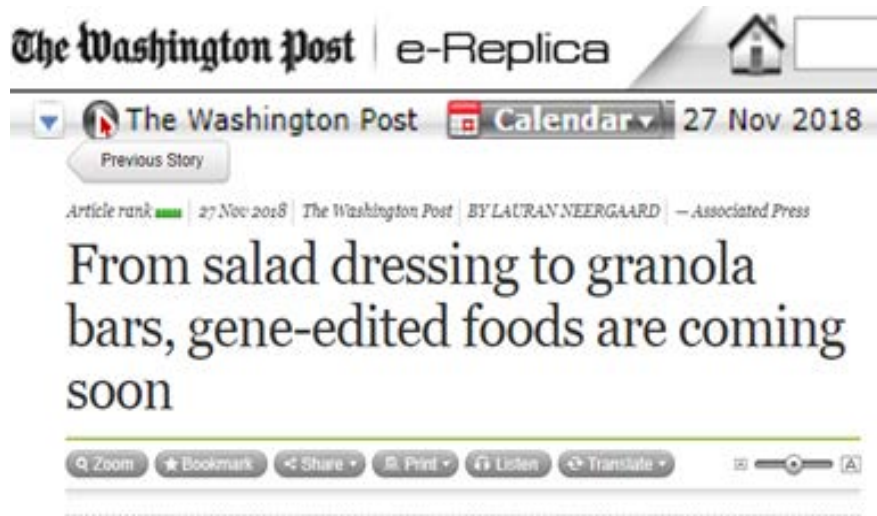 The Washington Post e-Replica
The Washington Post Calendar 27 Nov 2018
Previous Story
Article rank 27 Nov 2018 The Washington Post BY LAURAN NEERGAARD — Associated Press
From salad dressing to granola
bars, gene-edited foods are coming
soon
Zoom Bookmark Share Print Listen Translate A A